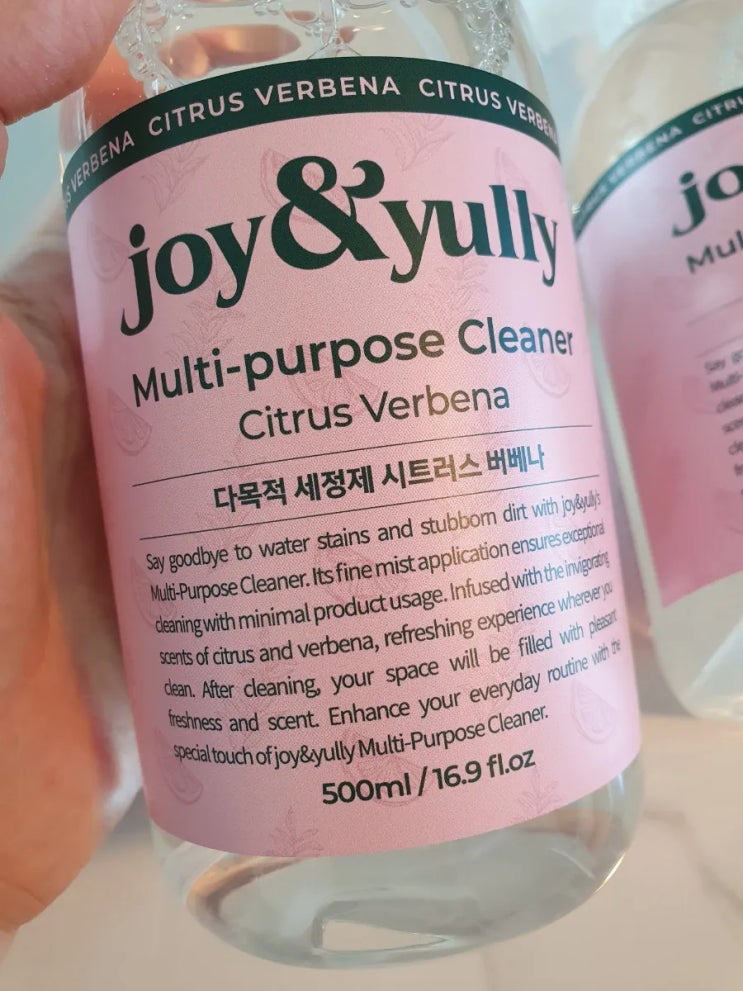 CITRUS VERBENA CITRUS VERBENA
joy&yully
Multi-purpose Cleaner
Citrus Verbena
다목적 세정제 시트러스 버베나
Say goodbye to water stains and stubborn dirt with joy&yully's
Multi-Purpose Cleaner. Its fine mist application ensures exceptional
cleaning with minimal product usage. Infused with the invigorating
scents of citrus and verbena, refreshing experience wherever you
clean. After cleaning, your space will be filled with pleasant
freshness and scent. Enhance your everyday routine with the
special touch of joy&yully Multi-Purpose Cleaner.
500ml / 16.9 fl.oz